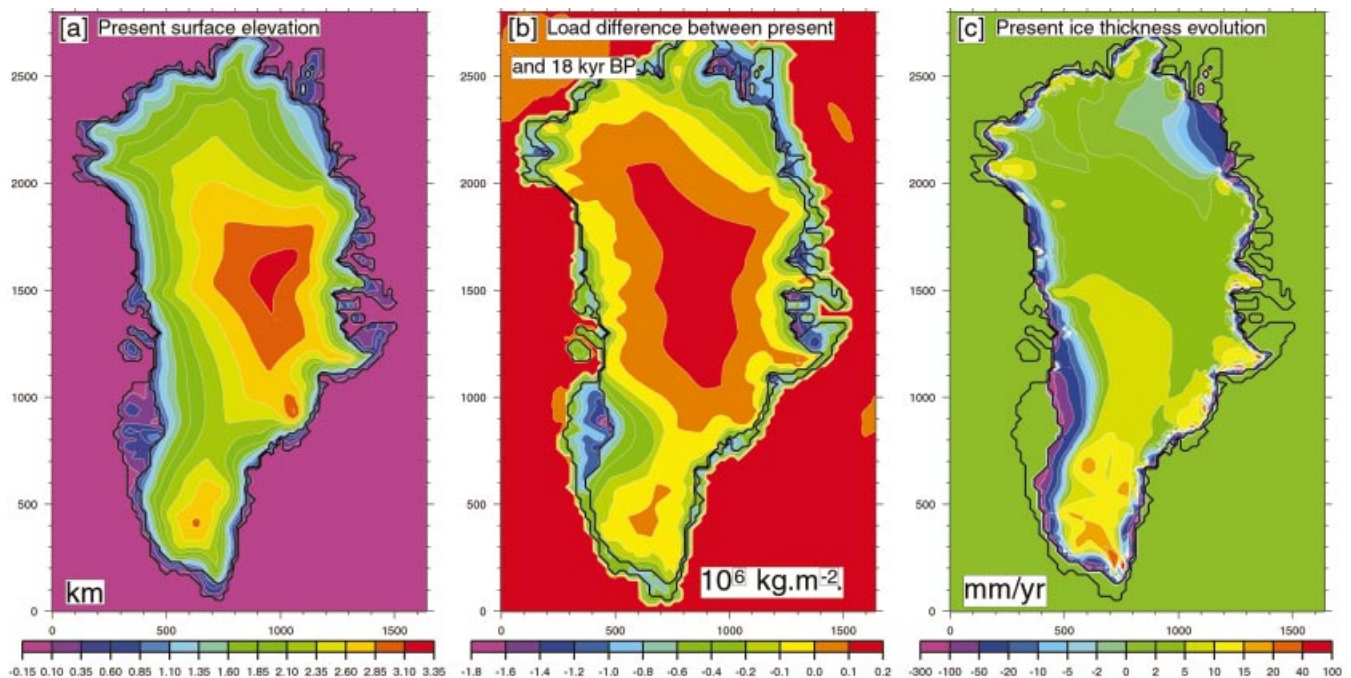 [a] Present surface elevation
2500
2000
1500
1000
500
0
km
0 500 1000 1500
-0.15 0.10 0.35 0.60 0.85 1.10 1.35 1.60 1.85 2.10 2.35 2.60 2.85 3.10 3.35
[b] Load difference between present
and 18 kyr BP
2500
2000
1500
1000
500
0
10⁶ kg.m⁻².
0 500 1000 1500
-1.8 -1.6 -1.4 -1.2 -1.0 -0.8 -0.6 -0.4 -0.2 -0.1 0.0 0.1 0.2
[c] Present ice thickness evolution
2500
2000
1500
1000
500
0
mm/yr
0 500 1000 1500
-300 -100 -50 -20 -10 -5 -2 0 2 5 10 15 20 40 100